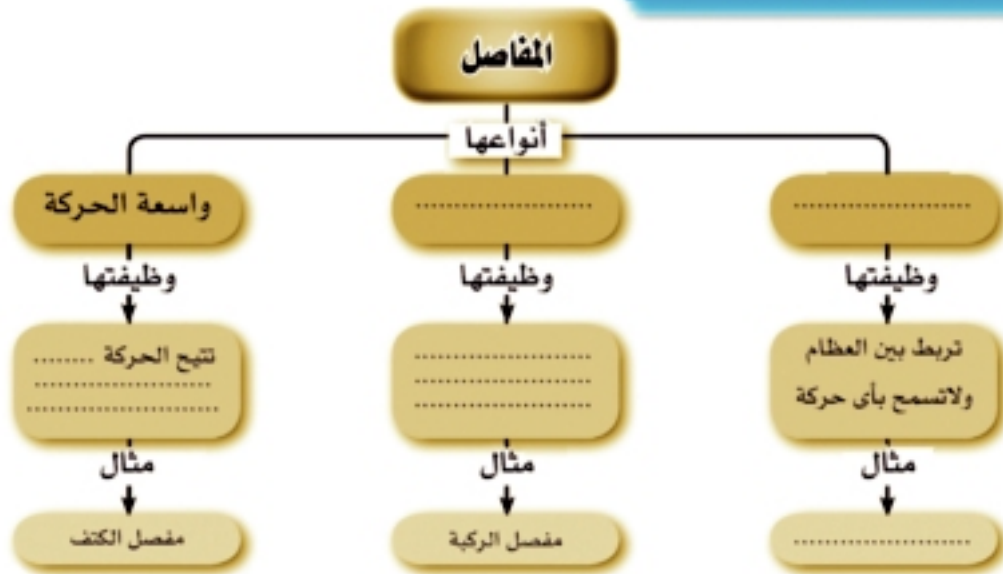 المفاصل
أنواعها
......................
......................
واسعة الحركة
وظيفتها
وظيفتها
وظيفتها
تربط بين العظام
ولاتسمح بأى حركة
......................
......................
......................
تتيح الحركة ........
......................
........................
مثال
مثال
مثال
......................
مفصل الركبة
مفصل الكتف